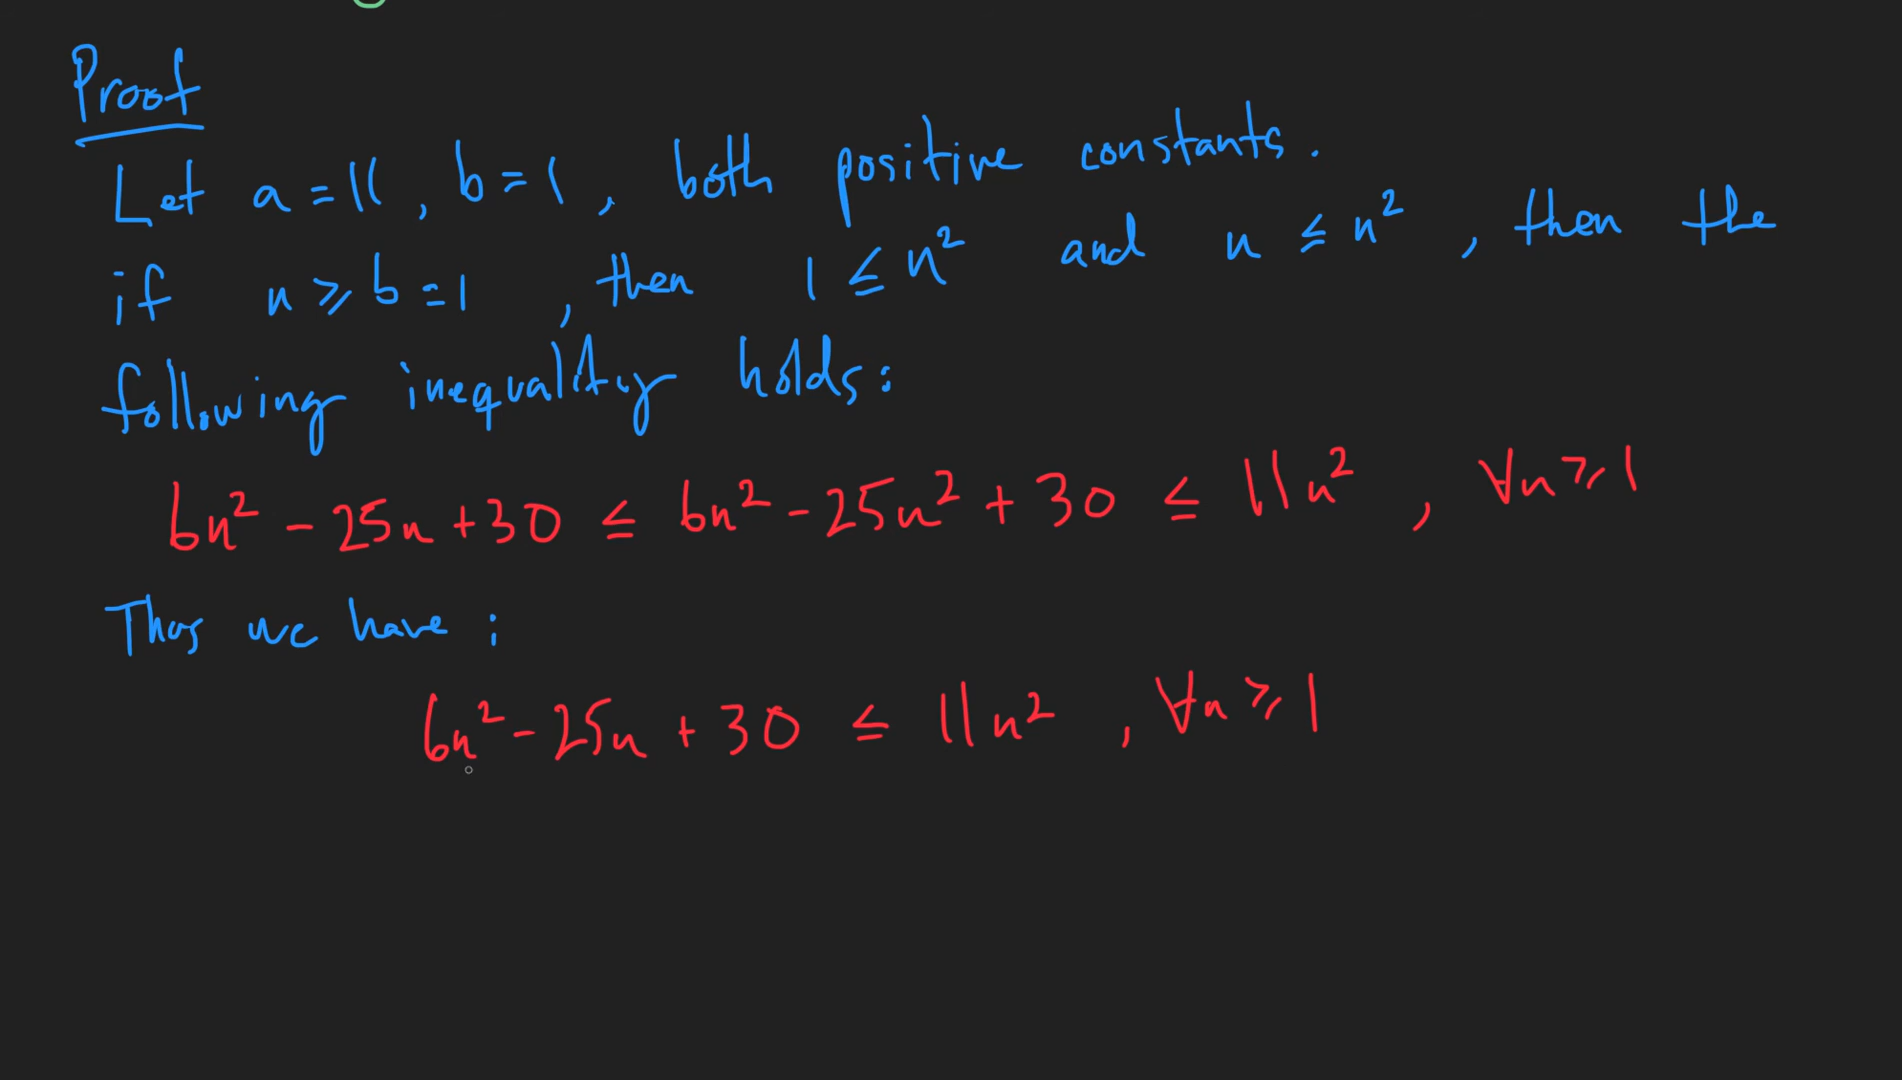 Proof
Let a = 11, b = 1, both positive constants.
if n ⩾ b = 1, then 1 ≤ n² and n ≤ n², then the
following inequality holds:
6n² - 25n + 30 ≤ 6n² - 25n² + 30 ≤ 11n², ∀n ⩾ 1
Thus we have:
6n² - 25n + 30 ≤ 11n², ∀n ⩾ 1